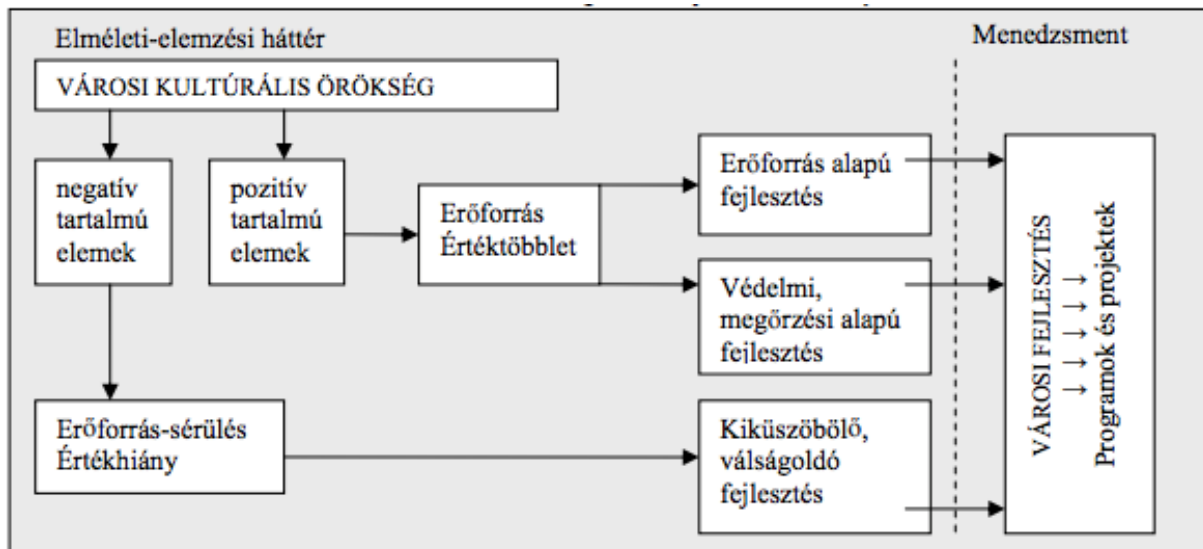 Elméleti-elemzési háttér
Menedzsment
VÁROSI KULTÚRÁLIS ÖRÖKSÉG
negatív
tartalmú
elemek
pozitív
tartalmú
elemek
Erőforrás
Értéktöbblet
Erőforrás alapú
fejlesztés
Védelmi,
megőrzési alapú
fejlesztés
Erőforrás-sérülés
Értékhiány
Kiküszöbölő,
válságoldó
fejlesztés
VÁROSI FEJLESZTÉS
→ → → → →
Programok és projektek